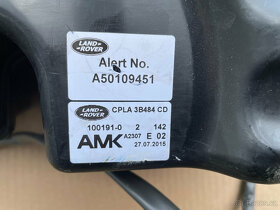 LAND ROVER
Alert No.
A50109451
LAND ROVER CPLA 3B484 CD
100191-0 2 142
AMK A2307 E 02
27.07.2015